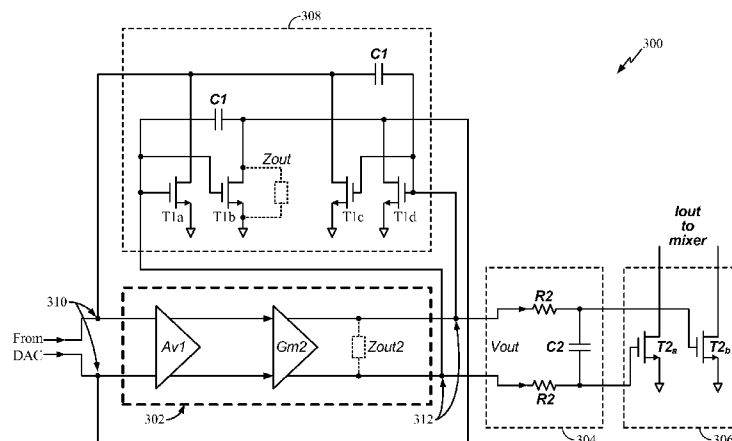 308
300
C1
C1
Zout
T1a
T1b
T1c
T1d
Iout
to
mixer
310
From
DAC
Av1
Gm2
Zout2
Vout
R2
C2
R2
T2a
T2b
302
312
304
306